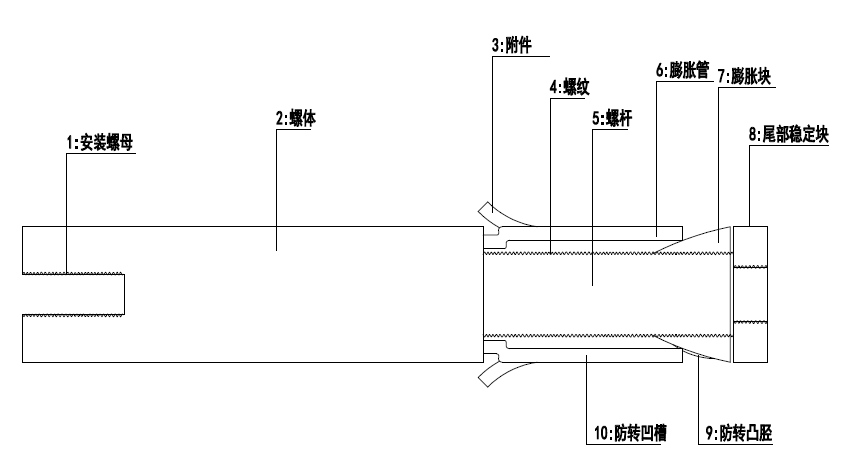 3:附件
6:膨胀管
7:膨胀块
4:螺纹
2:螺体
5:螺杆
1:安装螺母
8:尾部稳定块
10:防转凹槽
9:防转凸胫